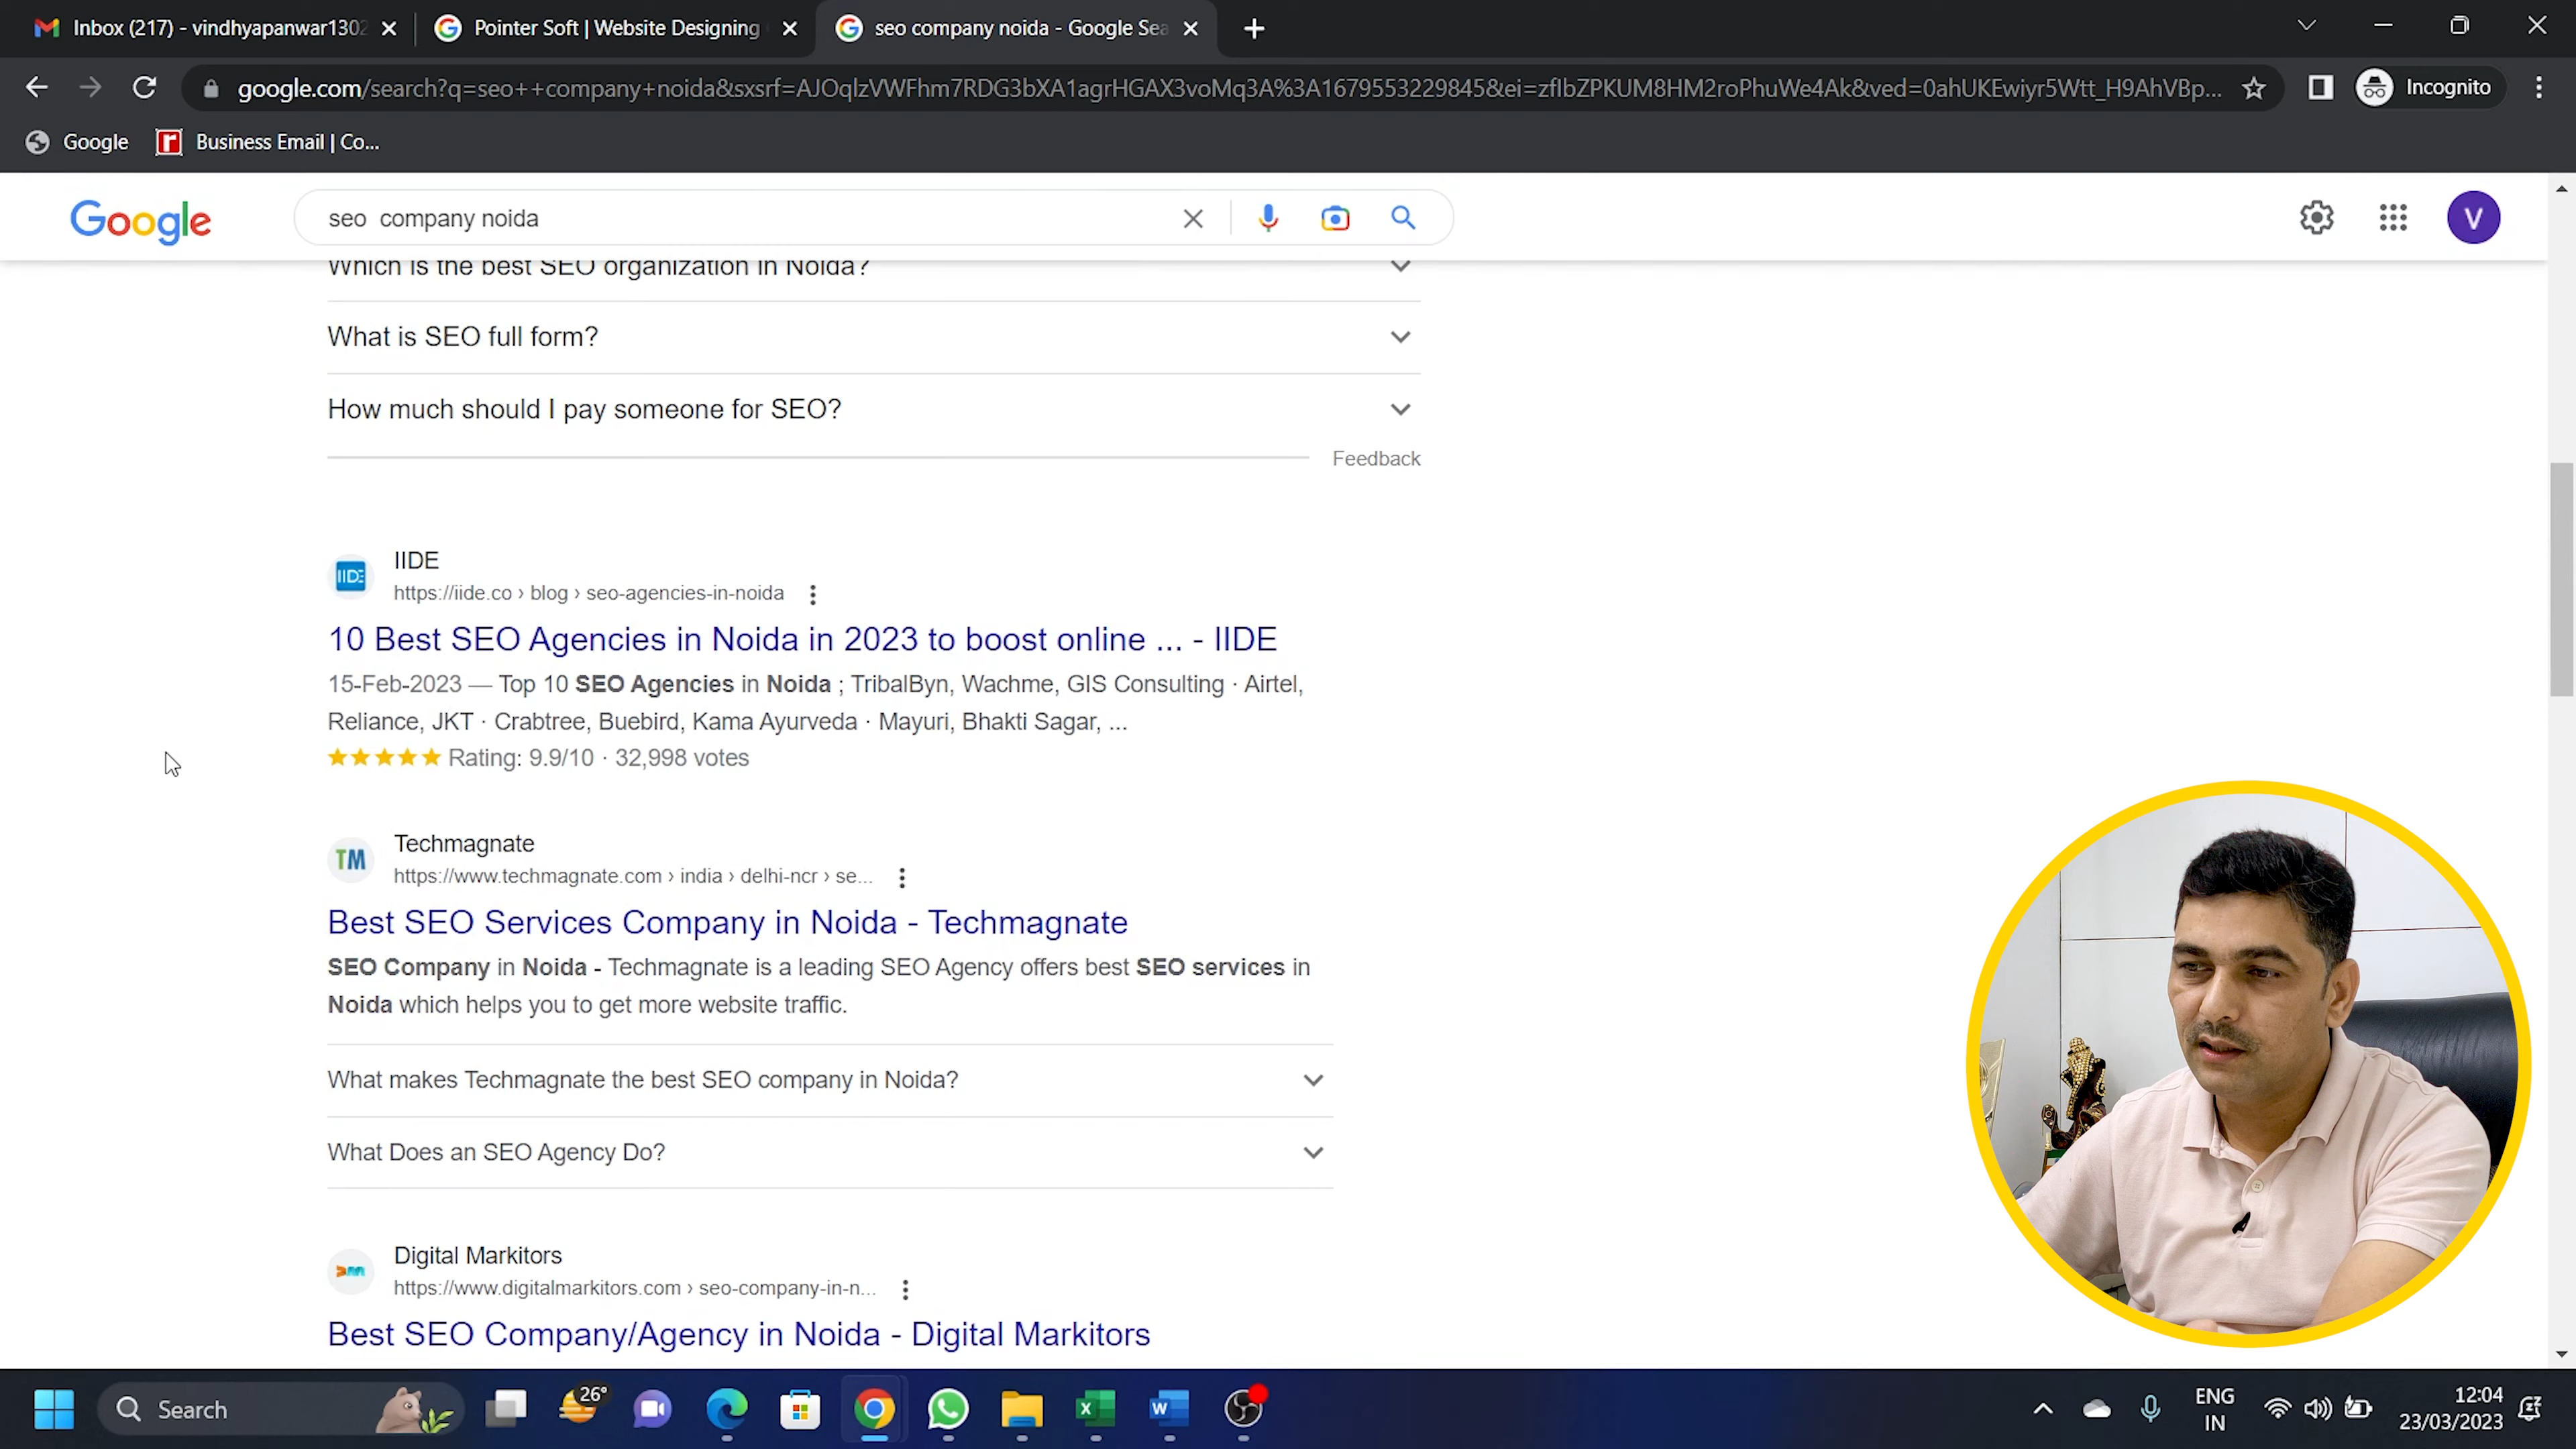 Inbox (217) - vindhyapanwar1302
Pointer Soft | Website Designing
seo company noida - Google Sea
google.com/search?q=seo++company+noida&sxsrf=AJOqlzVWFhm7RDG3bXA1agrHGAX3voMq3A%3A1679553229845&ei=zflbZPKUM8HM2roPhuWe4Ak&ved=0ahUKEwiyr5Wtt_H9AhVBp...
Incognito
Google
Business Email | Co...
Google
seo  company noida
V
Which is the best SEO organization in Noida?
What is SEO full form?
How much should I pay someone for SEO?
Feedback
IIDE
IIDE
https://iide.co › blog › seo-agencies-in-noida
10 Best SEO Agencies in Noida in 2023 to boost online ... - IIDE
15-Feb-2023 — Top 10 SEO Agencies in Noida ; TribalByn, Wachme, GIS Consulting · Airtel,
Reliance, JKT · Crabtree, Buebird, Kama Ayurveda · Mayuri, Bhakti Sagar, ...
Rating: 9.9/10 · 32,998 votes
TM
Techmagnate
https://www.techmagnate.com › india › delhi-ncr › se...
Best SEO Services Company in Noida - Techmagnate
SEO Company in Noida - Techmagnate is a leading SEO Agency offers best SEO services in
Noida which helps you to get more website traffic.
What makes Techmagnate the best SEO company in Noida?
What Does an SEO Agency Do?
Digital Markitors
https://www.digitalmarkitors.com › seo-company-in-n...
Best SEO Company/Agency in Noida - Digital Markitors
Search
26°
ENG
IN
12:04
23/03/2023